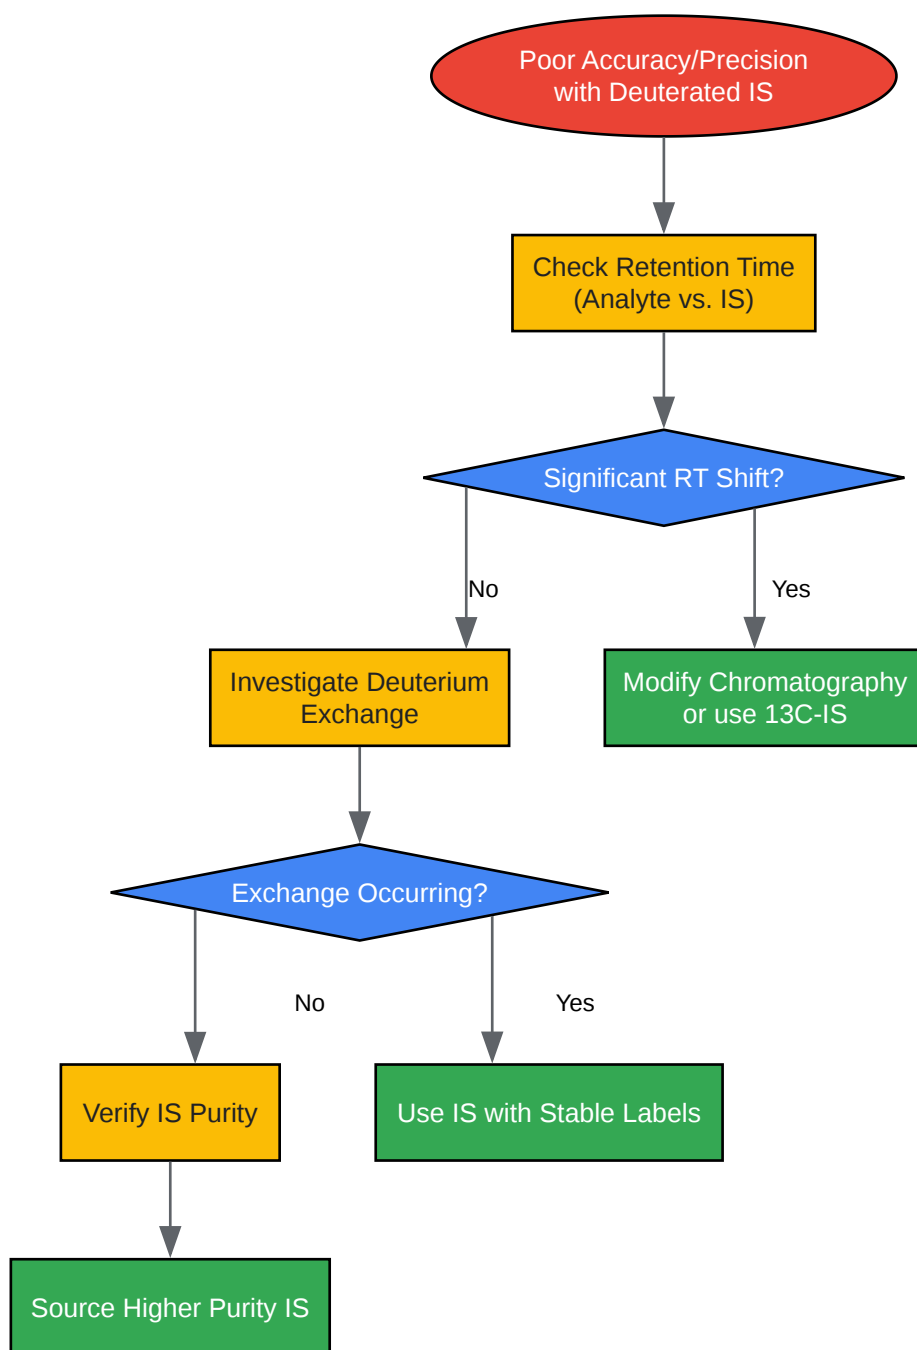 Poor Accuracy/Precision
with Deuterated IS
Check Retention Time
(Analyte vs. IS)
Significant RT Shift?
No
Yes
Investigate Deuterium
Exchange
Modify Chromatography
or use 13C-IS
Exchange Occurring?
No
Yes
Verify IS Purity
Use IS with Stable Labels
Source Higher Purity IS